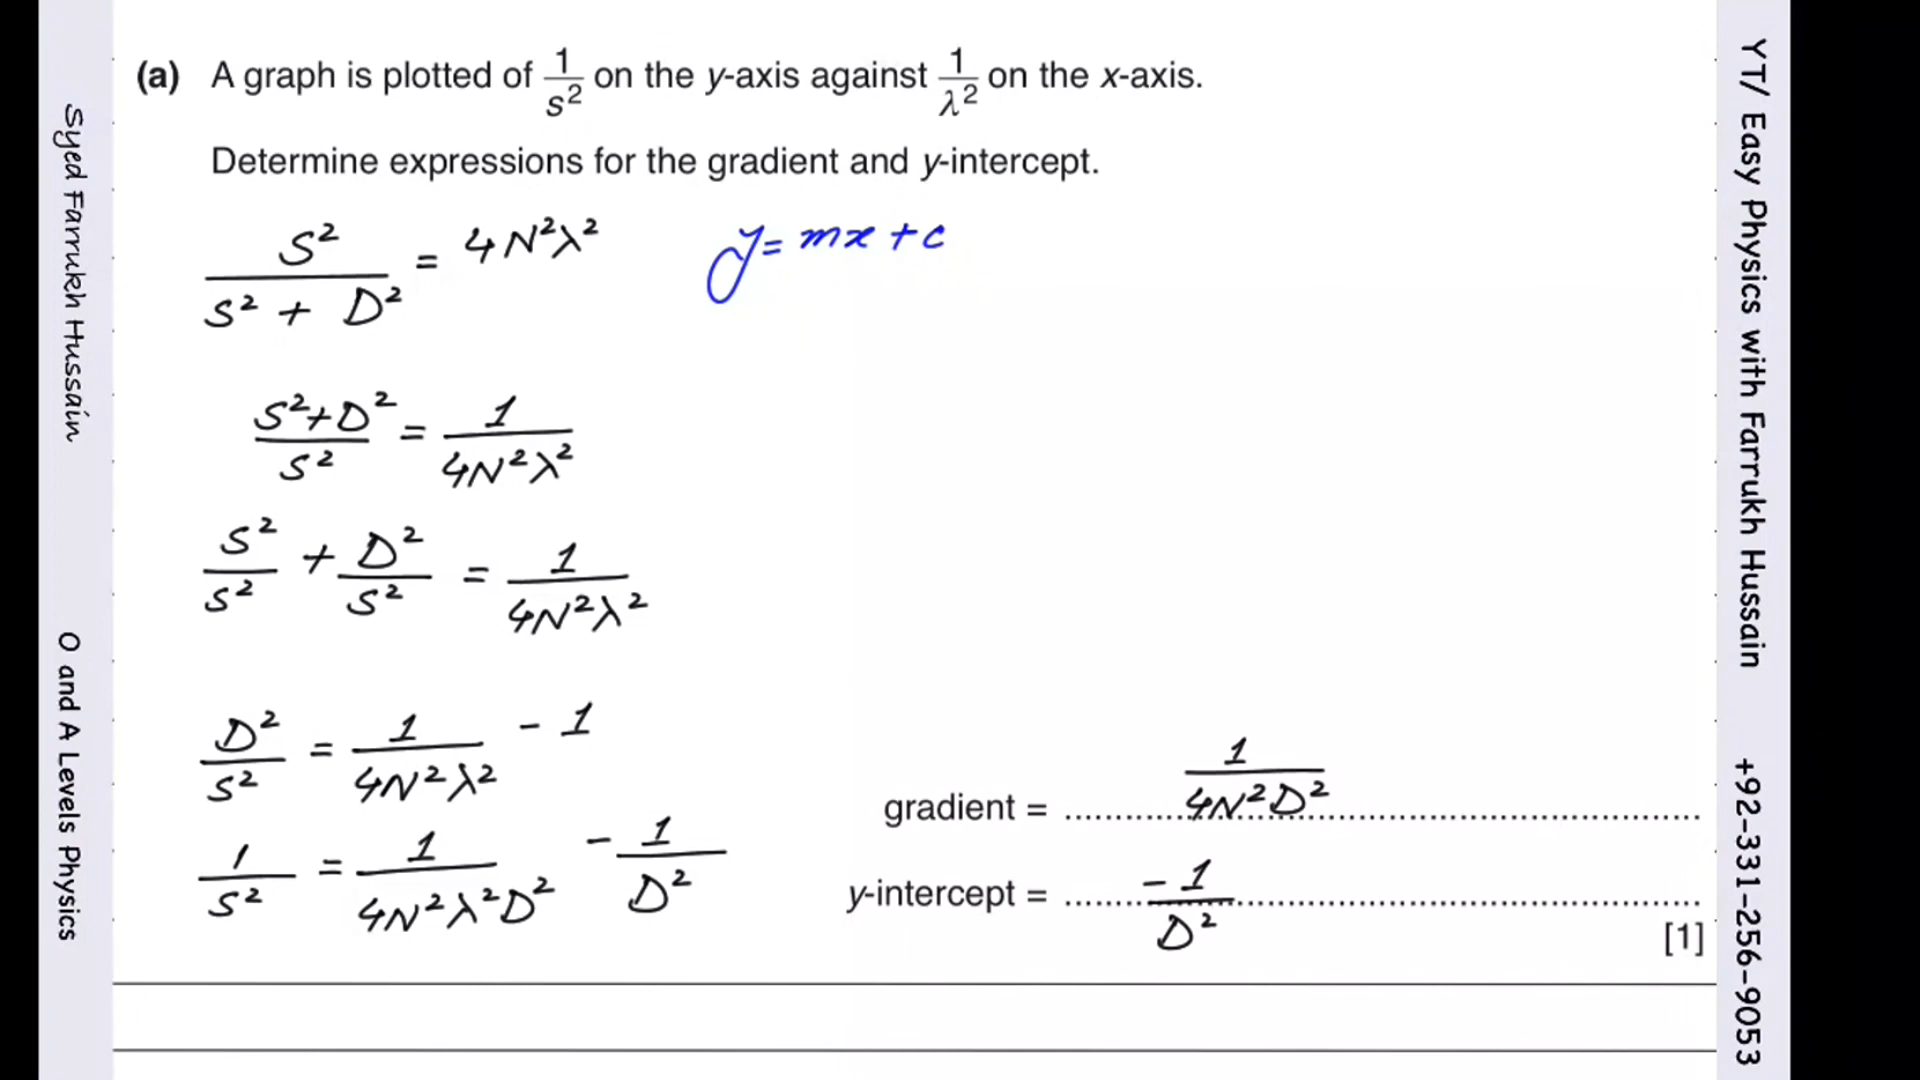 (a) A graph is plotted of 1/s² on the y-axis against 1/λ² on the x-axis.
Determine expressions for the gradient and y-intercept.
S²/(S² + D²) = 4N²λ²
y = mx + c
(S²+D²)/S² = 1/(4N²λ²)
S²/S² + D²/S² = 1/(4N²λ²)
D²/S² = 1/(4N²λ²) - 1
1/S² = 1/(4N²λ²D²) - 1/D²
gradient = 1/(4N²D²)
y-intercept = -1/D²
[1]
Syed Farrukh Hussain
O and A Levels Physics
YT/ Easy Physics with Farrukh Hussain
+92-331-256-9053